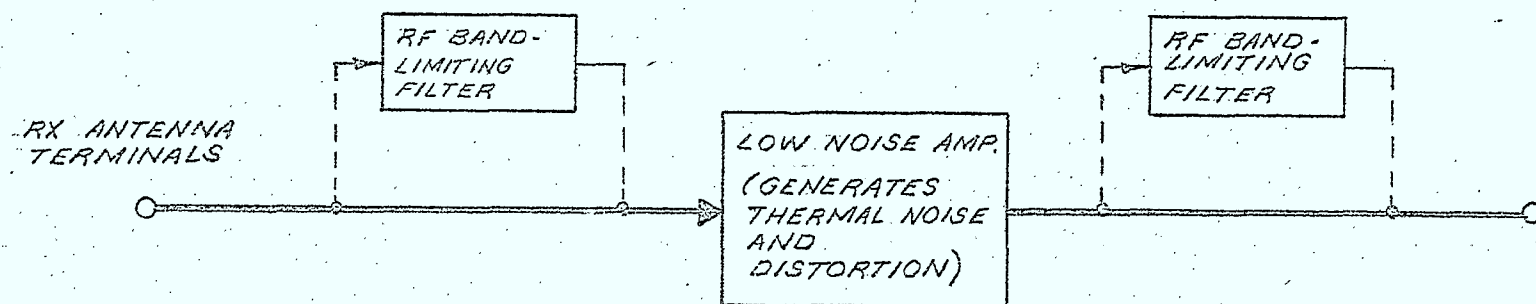 RF BAND-
LIMITING
FILTER
RF BAND-
LIMITING
FILTER
RX ANTENNA
TERMINALS
LOW NOISE AMP.
(GENERATES
THERMAL NOISE
AND
DISTORTION)